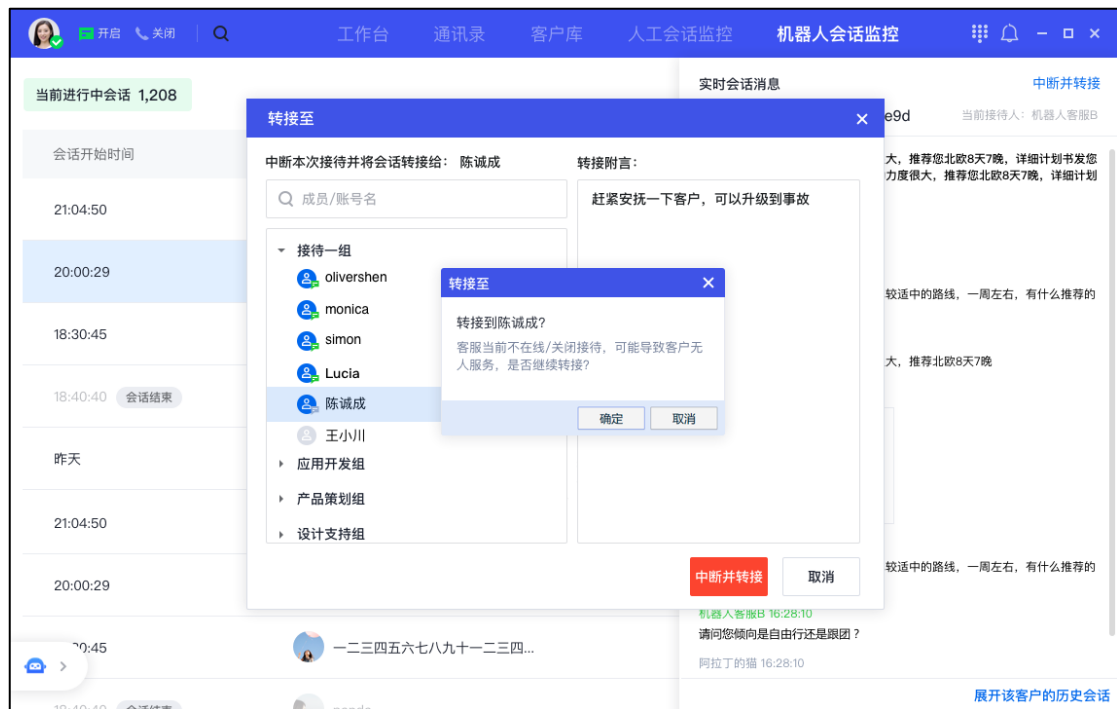 开启 关闭 工作台 通讯录 客户库 人工会话监控 机器人会话监控
当前进行中会话 1,208
实时会话消息 中断并转接
e9d 当前接待人：机器人客服B
会话开始时间
21:04:50
20:00:29
18:30:45
18:40:40 会话结束
昨天
21:04:50
20:00:29
0:45 一二三四五六七八九十一二三四...
会话结束
转接至
中断本次接待并将会话转接给： 陈诚成
成员/账号名
接待一组
olivershen
monica
simon
Lucia
陈诚成
王小川
应用开发组
产品策划组
设计支持组
转接附言：
赶紧安抚一下客户，可以升级到事故
转接至
转接到陈诚成？
客服当前不在线/关闭接待，可能导致客户无
人服务，是否继续转接？
确定 取消
中断并转接 取消
大，推荐您北欧8天7晚，详细计划书发您
力度很大，推荐您北欧8天7晚，详细计划
较适中的路线，一周左右，有什么推荐的
大，推荐北欧8天7晚
较适中的路线，一周左右，有什么推荐的
机器人客服B 16:28:10
请问您倾向是自由行还是跟团？
阿拉丁的猫 16:28:10
展开该客户的历史会话